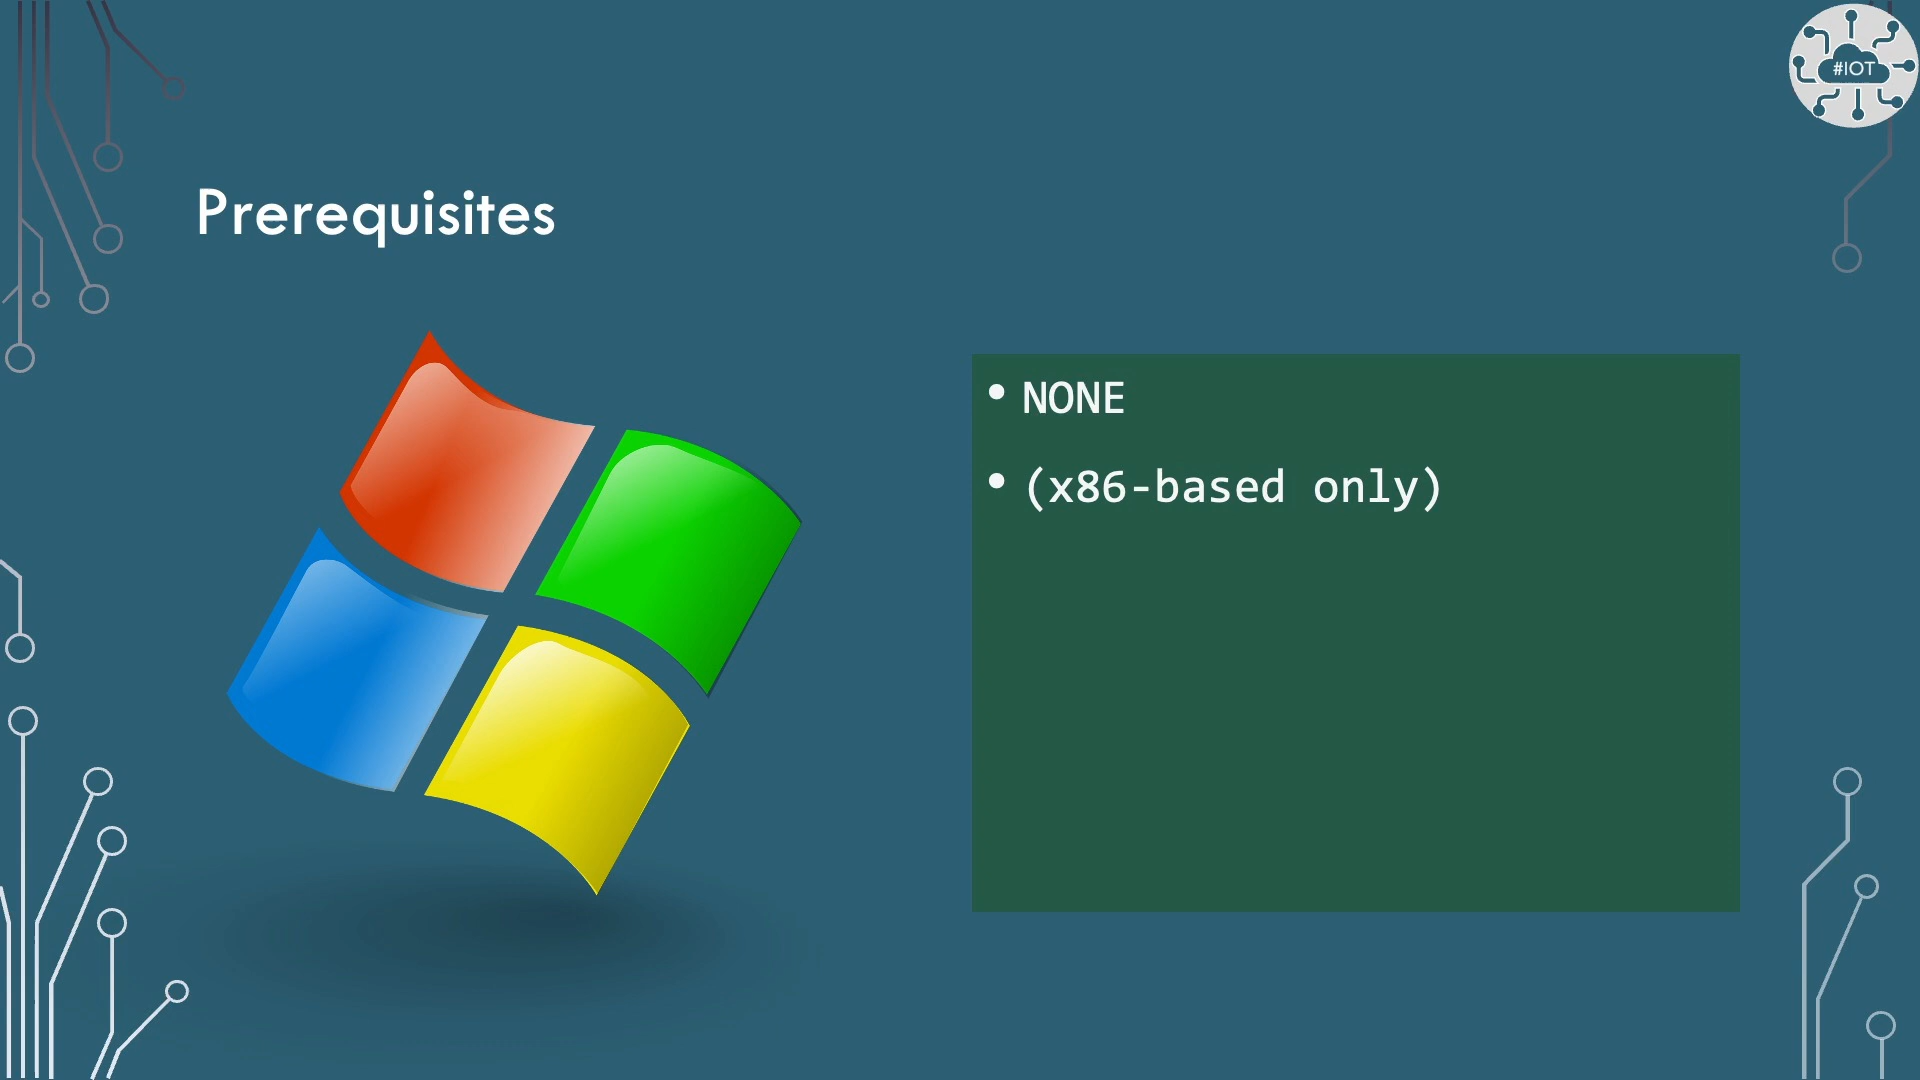 #IOT
Prerequisites
• NONE
• (x86-based only)